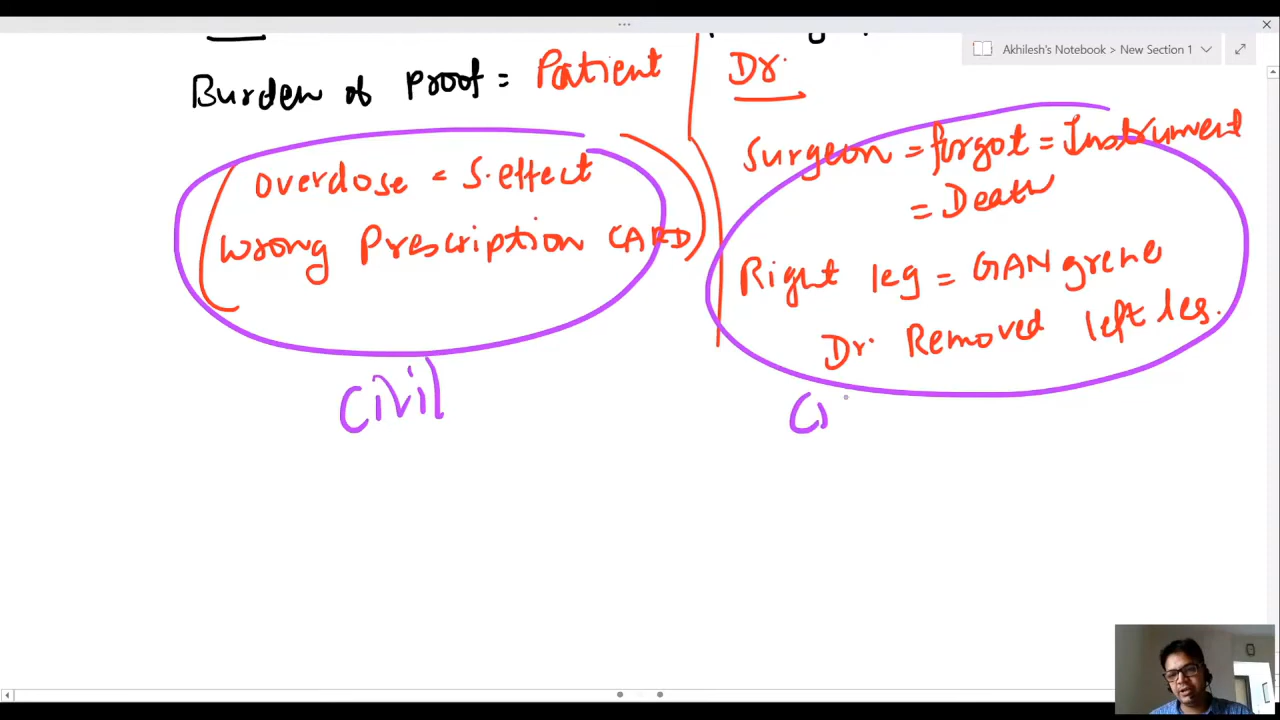 Akhilesh's Notebook > New Section 1
Burden of Proof = Patient
Dr.
Overdose = S.effect
Wrong Prescription (ARD)
Surgeon = forgot = Instrument
= Death
Right leg = GANgrene
Dr. Removed left leg.
Civil